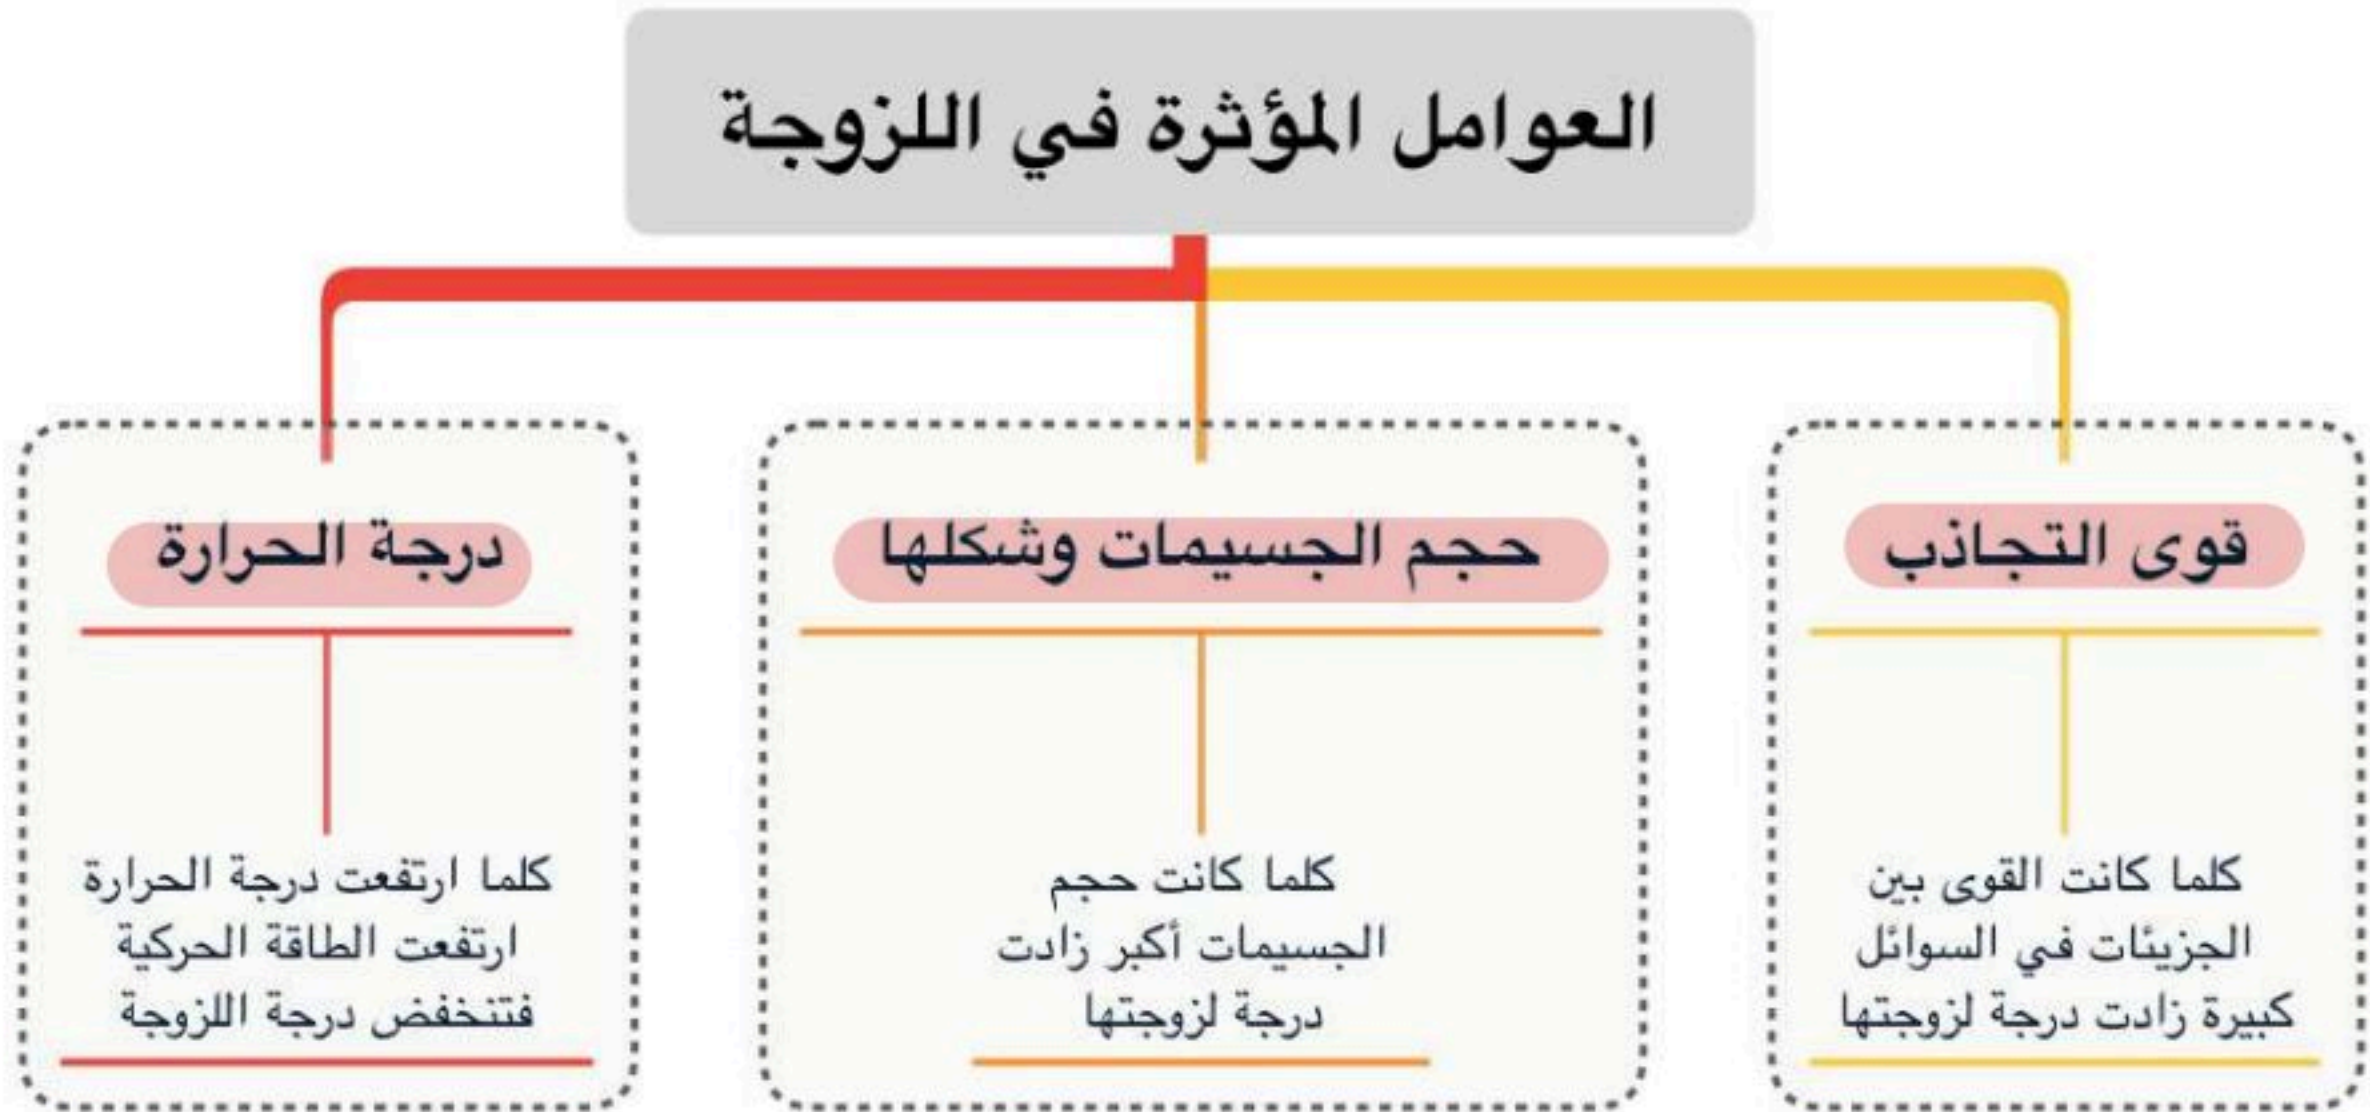 العوامل المؤثرة في اللزوجة
قوى التجاذب
كلما كانت القوى بين
الجزيئات في السوائل
كبيرة زادت درجة لزوجتها
حجم الجسيمات وشكلها
كلما كانت حجم
الجسيمات أكبر زادت
درجة لزوجتها
درجة الحرارة
كلما ارتفعت درجة الحرارة
ارتفعت الطاقة الحركية
فتنخفض درجة اللزوجة